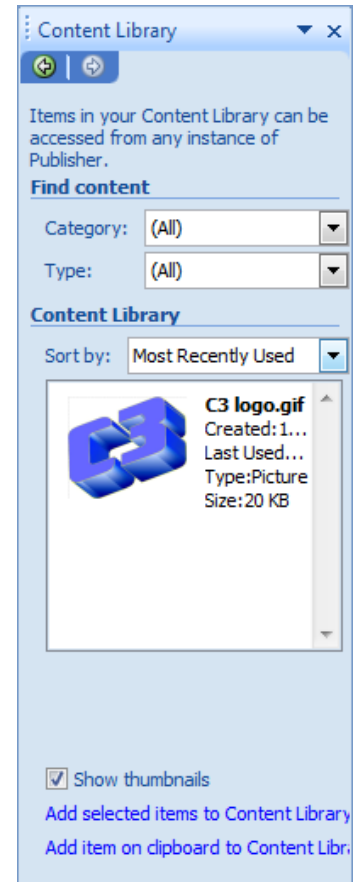 Content Library
Items in your Content Library can be
accessed from any instance of
Publisher.
Find content
Category: (All)
Type: (All)
Content Library
Sort by: Most Recently Used
C3
C3 logo.gif
Created:1...
Last Used...
Type:Picture
Size:20 KB
Show thumbnails
Add selected items to Content Library
Add item on clipboard to Content Libr